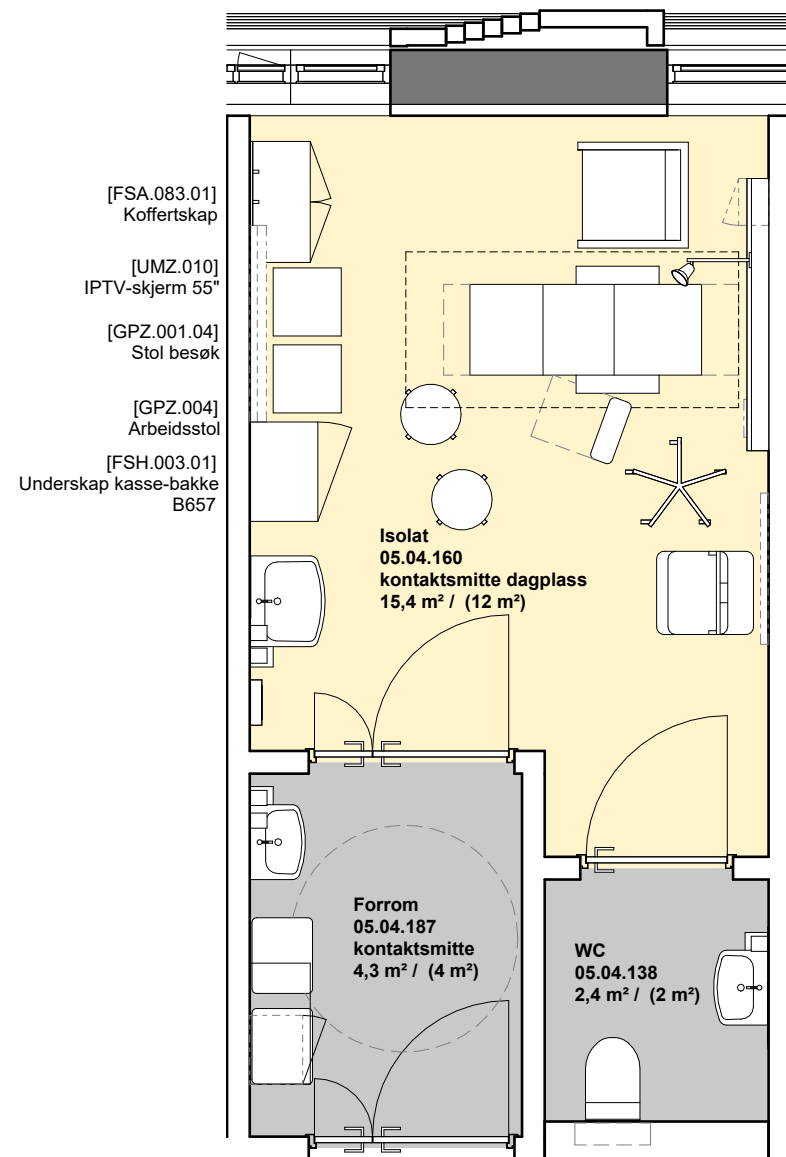 [FSA.083.01]
Koffertskap
[UMZ.010]
IPTV-skjerm 55"
[GPZ.001.04]
Stol besøk
[GPZ.004]
Arbeidsstol
[FSH.003.01]
Underskap kasse-bakke
B657
Isolat
05.04.160
kontaktsmitte dagplass
15,4 m² / (12 m²)
Forrom
05.04.187
kontaktsmitte
4,3 m² / (4 m²)
WC
05.04.138
2,4 m² / (2 m²)